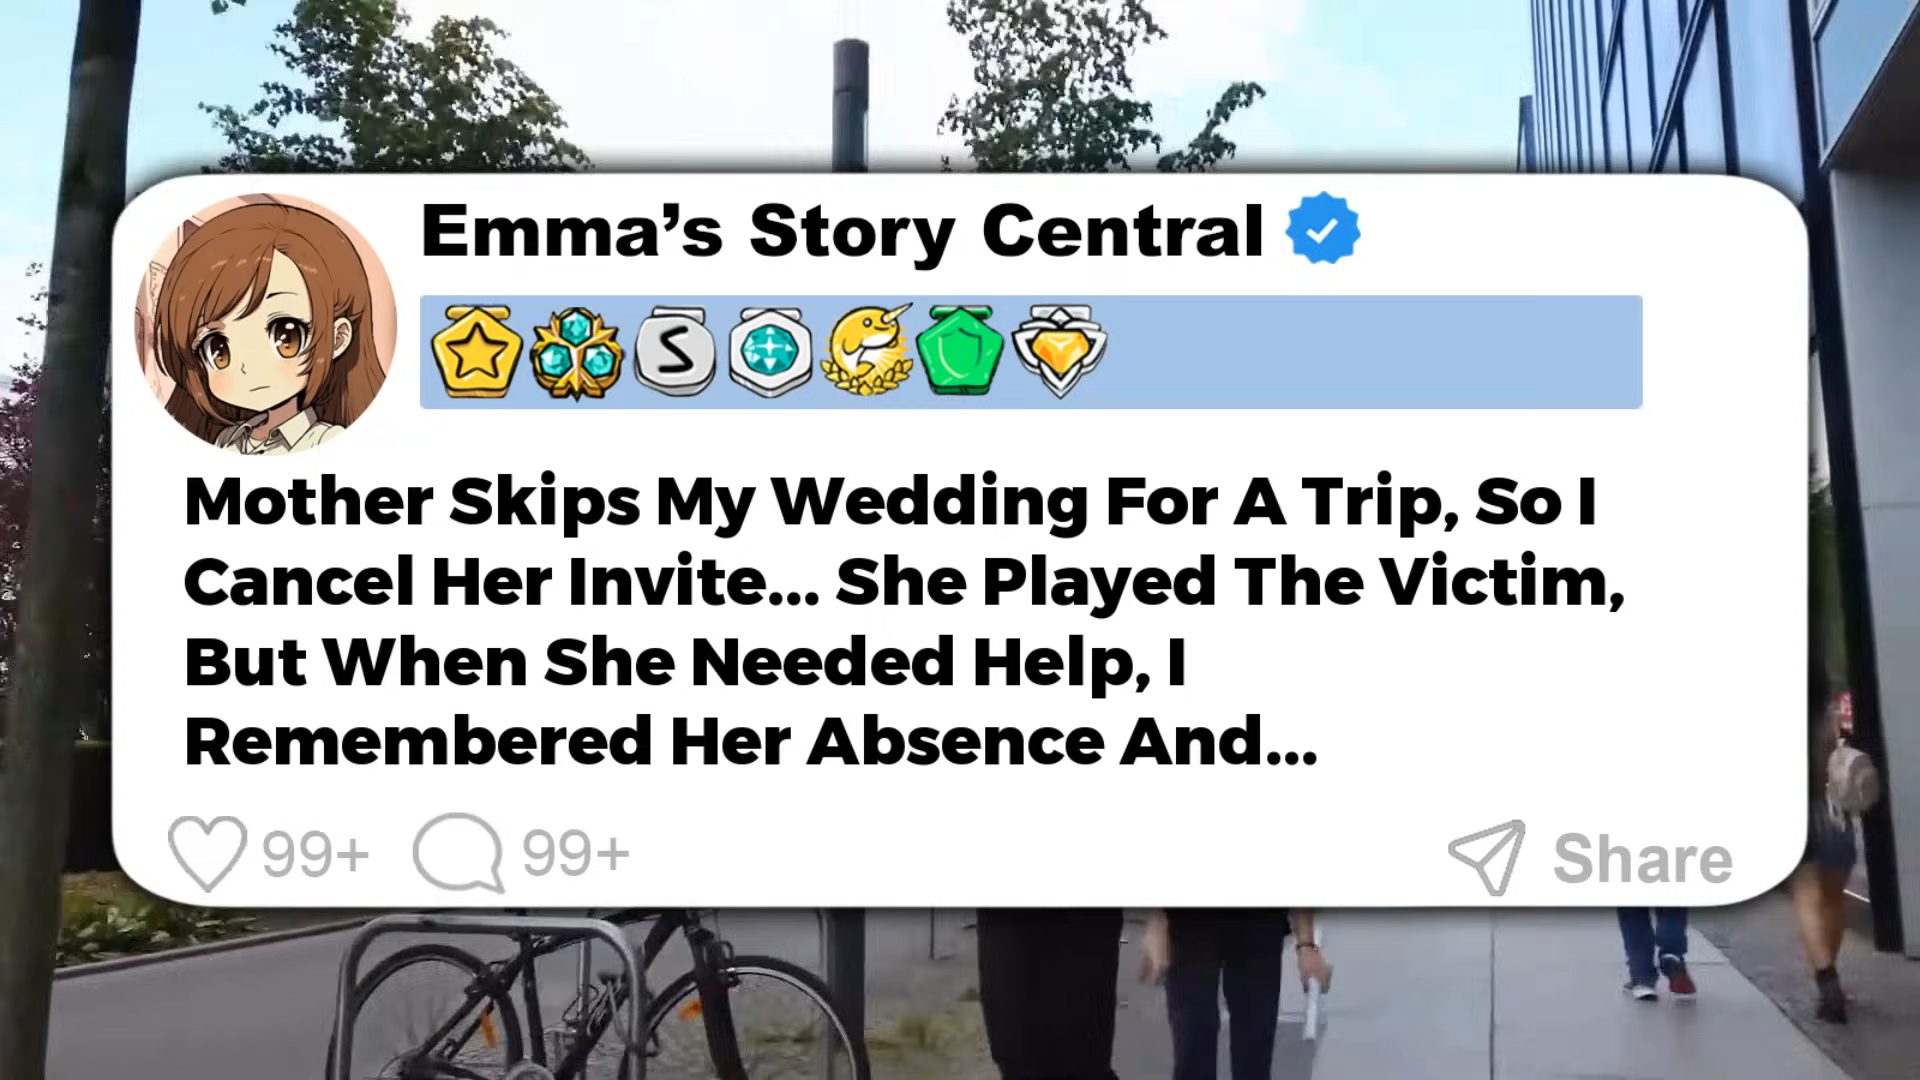 Emma’s Story Central
S
Mother Skips My Wedding For A Trip, So I
Cancel Her Invite... She Played The Victim,
But When She Needed Help, I
Remembered Her Absence And...
99+ 99+ Share